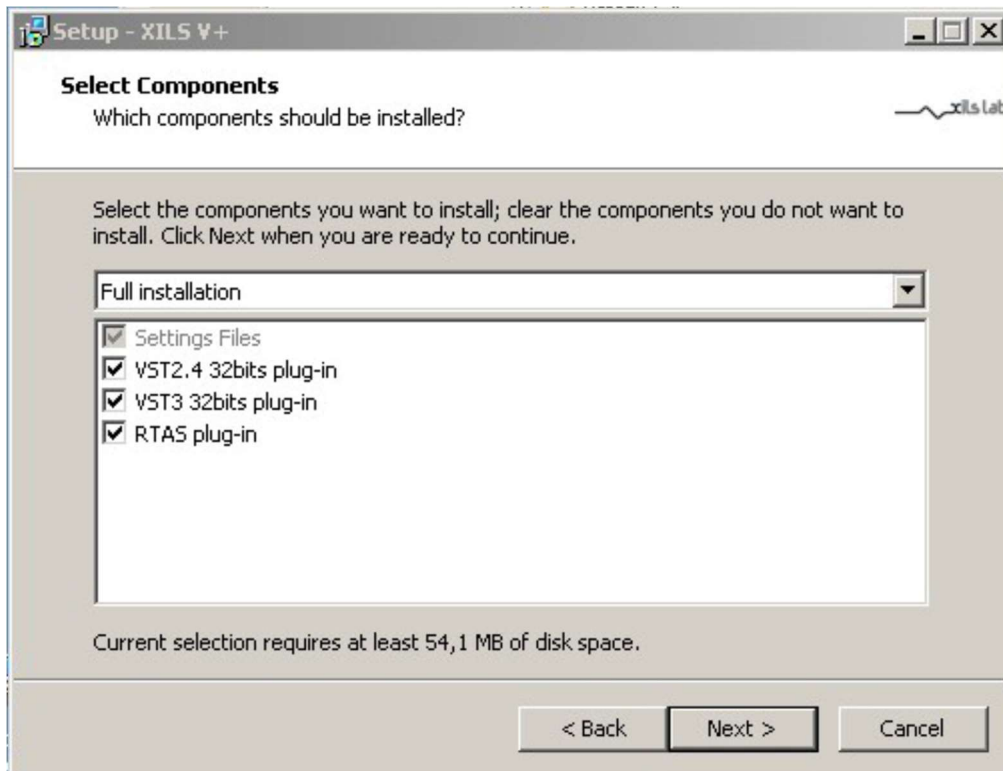 Setup - XILS V+
Select Components
Which components should be installed?
xils lab
Select the components you want to install; clear the components you do not want to
install. Click Next when you are ready to continue.
Full installation
Settings Files
VST2.4 32bits plug-in
VST3 32bits plug-in
RTAS plug-in
Current selection requires at least 54,1 MB of disk space.
< Back
Next >
Cancel